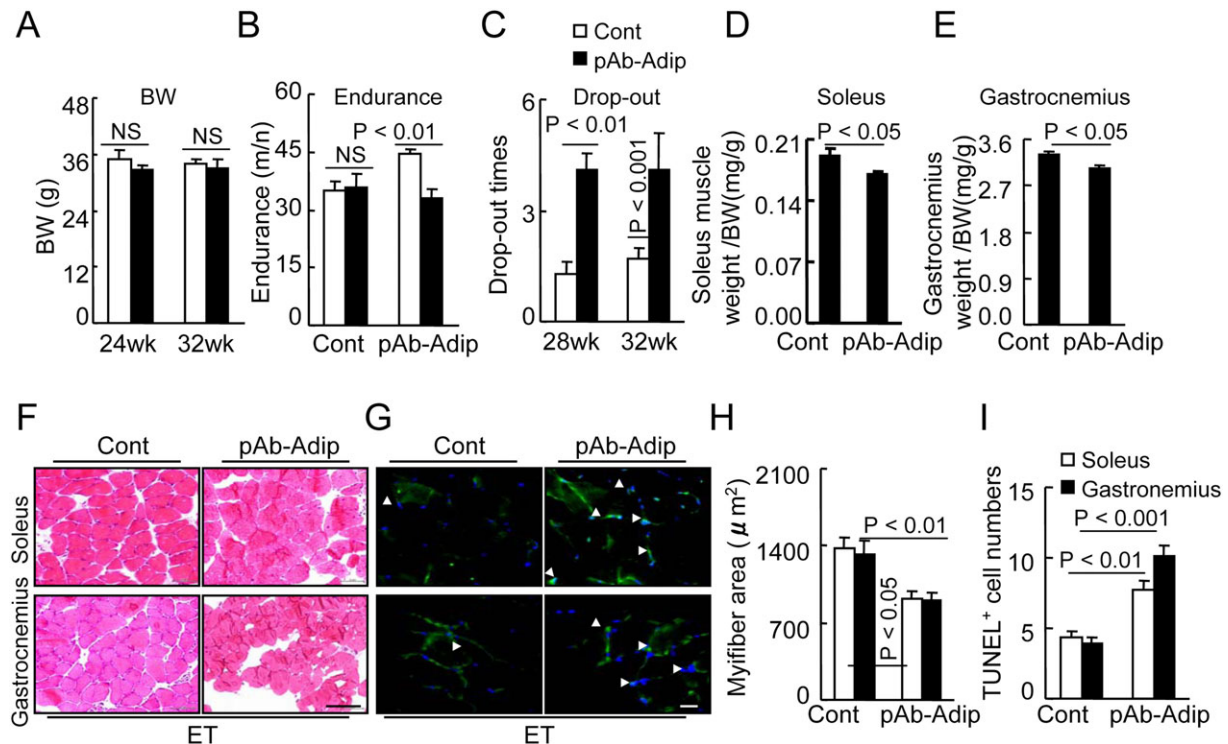 A
BW
BW (g)
48
36
24
12
0
NS
NS
24wk
32wk
B
Endurance
P < 0.01
NS
Endurance (m/n)
60
45
30
15
0
Cont
pAb-Adip
C
Cont
pAb-Adip
Drop-out
P < 0.01
P < 0.001
Drop-out times
6
3
0
28wk
32wk
D
Soleus
P < 0.05
Soleus muscle
weight /BW(mg/g)
0.21
0.14
0.07
0.00
Cont
pAb-Adip
E
Gastrocnemius
P < 0.05
Gastrocnemius
weight /BW(mg/g)
3.6
2.7
1.8
0.9
0.0
Cont
pAb-Adip
F
Cont
pAb-Adip
Soleus
Gastrocnemius
ET
G
Cont
pAb-Adip
ET
H
Myifiber area ( μ m²)
2100
1400
700
0
P < 0.01
P < 0.05
Cont
pAb-Adip
I
Soleus
Gastronemius
TUNEL⁺ cell numbers
15
10
5
0
P < 0.001
P < 0.01
Cont
pAb-Adip